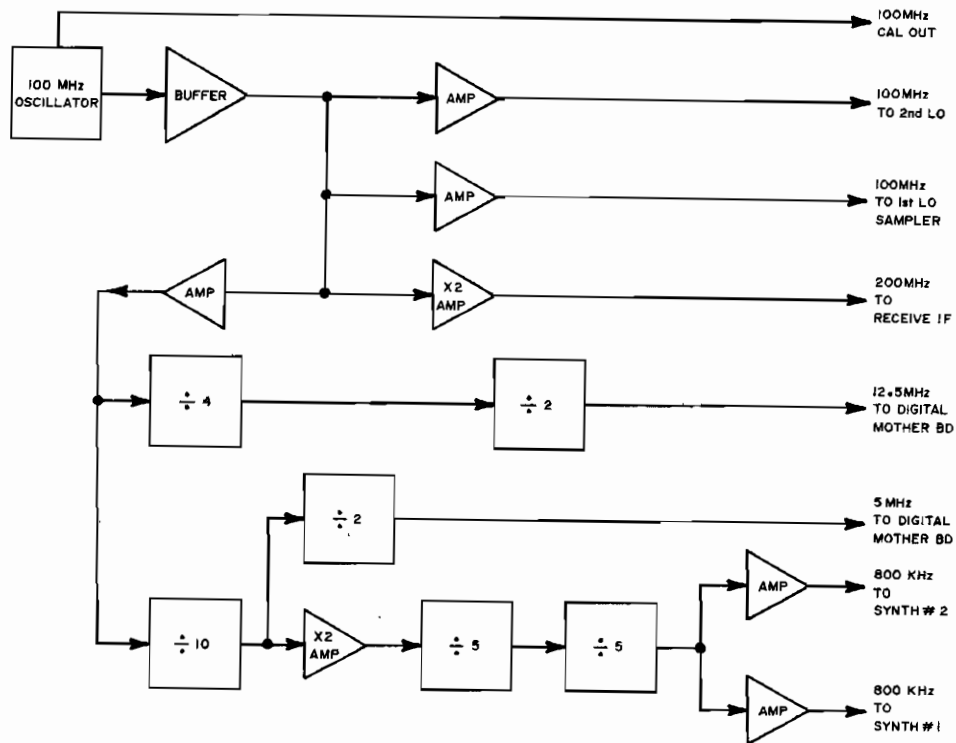 100MHz
CAL OUT
100 MHz
OSCILLATOR
BUFFER
AMP
100MHz
TO 2nd LO
AMP
100MHz
TO 1st LO
SAMPLER
AMP
X2
AMP
200MHz
TO
RECEIVE IF
÷ 4
÷ 2
12.5MHz
TO DIGITAL
MOTHER BD
÷ 2
5 MHz
TO DIGITAL
MOTHER BD
AMP
800 KHz
TO
SYNTH # 2
÷ 10
X2
AMP
÷ 5
÷ 5
AMP
800 KHz
TO
SYNTH #1